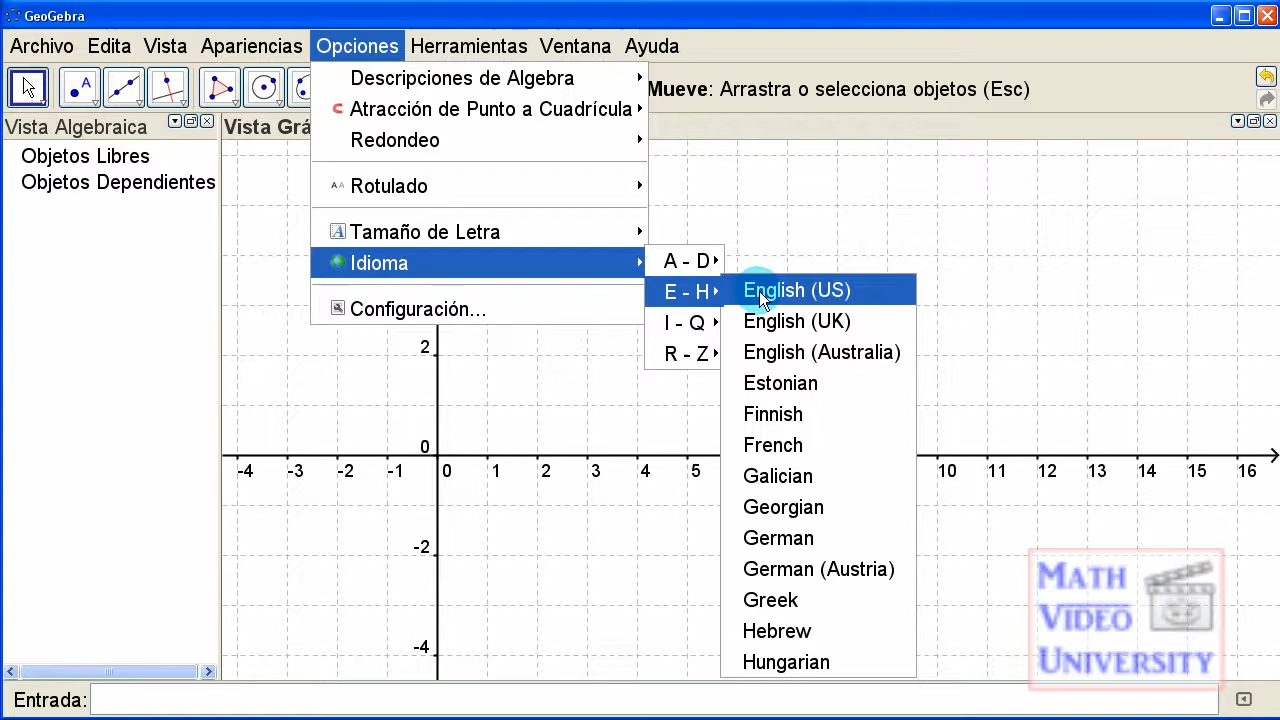 GeoGebra
Archivo Edita Vista Apariencias Opciones Herramientas Ventana Ayuda
A
Mueve: Arrastra o selecciona objetos (Esc)
Vista Algebraica
Vista Grá
Objetos Libres
Objetos Dependientes
Descripciones de Algebra
Atracción de Punto a Cuadrícula
Redondeo
AA Rotulado
A Tamaño de Letra
Idioma
Configuración...
A - D
E - H
I - Q
R - Z
English (US)
English (UK)
English (Australia)
Estonian
Finnish
French
Galician
Georgian
German
German (Austria)
Greek
Hebrew
Hungarian
2
0
-4 -3 -2 -1 0 1 2 3 4 5 10 11 12 13 14 15 16
-2
-4
MATH
VIDEO
UNIVERSITY
Entrada: